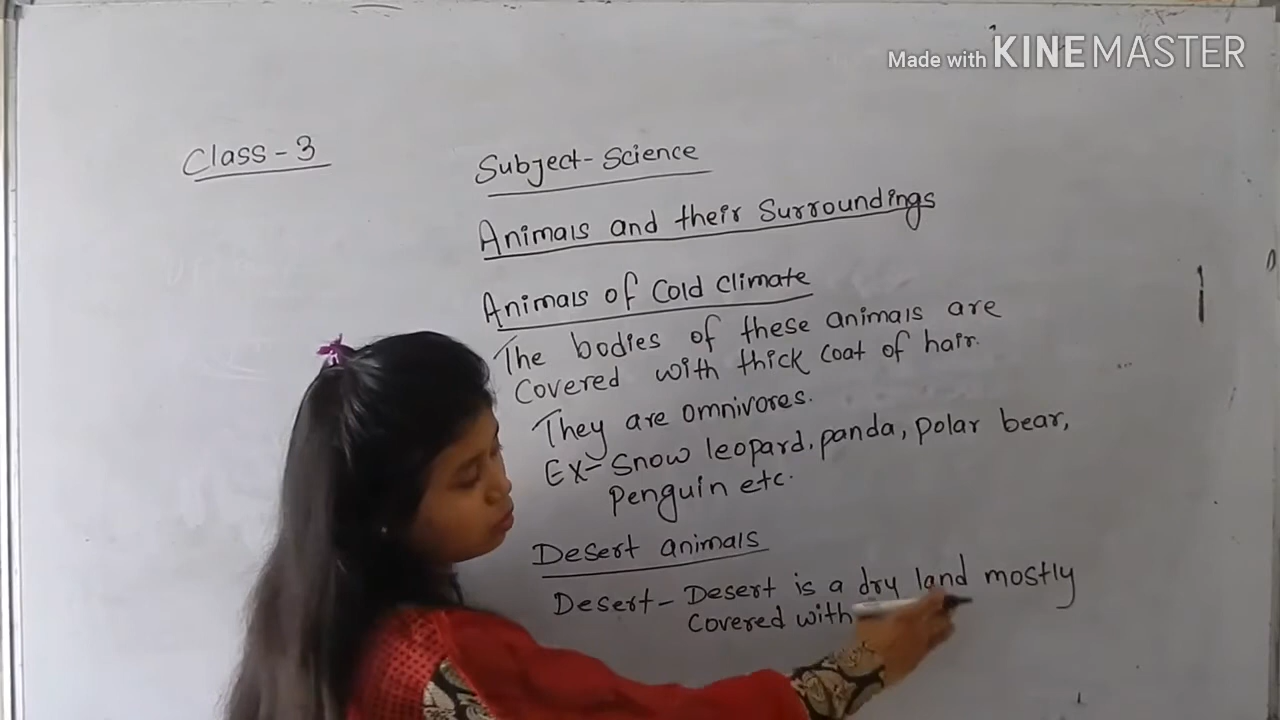 Made with KINEMASTER
Class - 3
Subject - Science
Animals and their Surroundings
Animals of Cold Climate
The bodies of these animals are
Covered with thick coat of hair.
They are omnivores.
Ex - Snow leopard, panda, polar bear,
Penguin etc.
Desert animals
Desert - Desert is a dry land mostly
Covered with